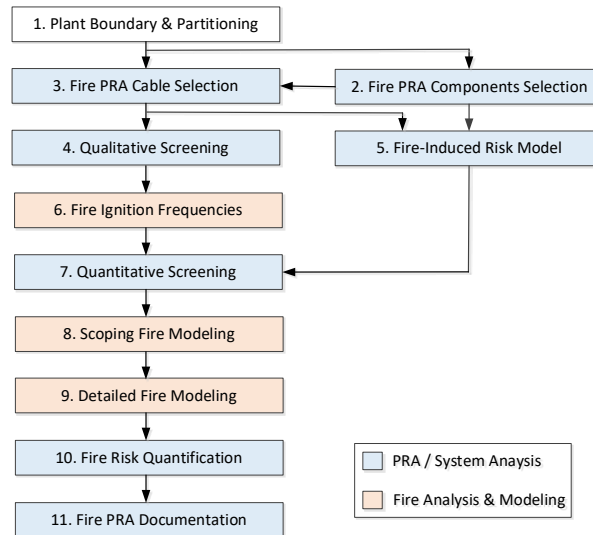 1. Plant Boundary & Partitioning
3. Fire PRA Cable Selection
2. Fire PRA Components Selection
4. Qualitative Screening
5. Fire-Induced Risk Model
6. Fire Ignition Frequencies
7. Quantitative Screening
8. Scoping Fire Modeling
9. Detailed Fire Modeling
10. Fire Risk Quantification
11. Fire PRA Documentation
PRA / System Anaysis
Fire Analysis & Modeling